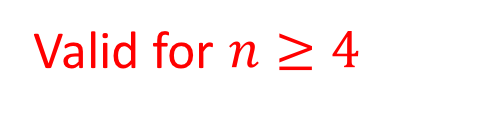 Valid for n ≥ 4